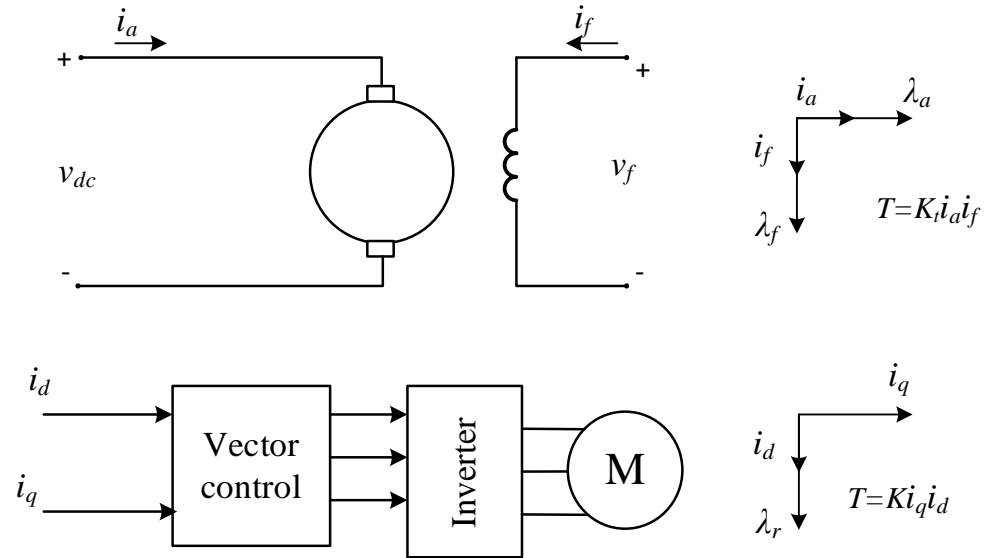 i_a
i_f
+
+
i_a
λ_a
v_dc
v_f
i_f
λ_f
T=K_t i_a i_f
-
-
i_d
Vector
control
Inverter
M
i_q
i_q
i_d
λ_r
T=Ki_q i_d